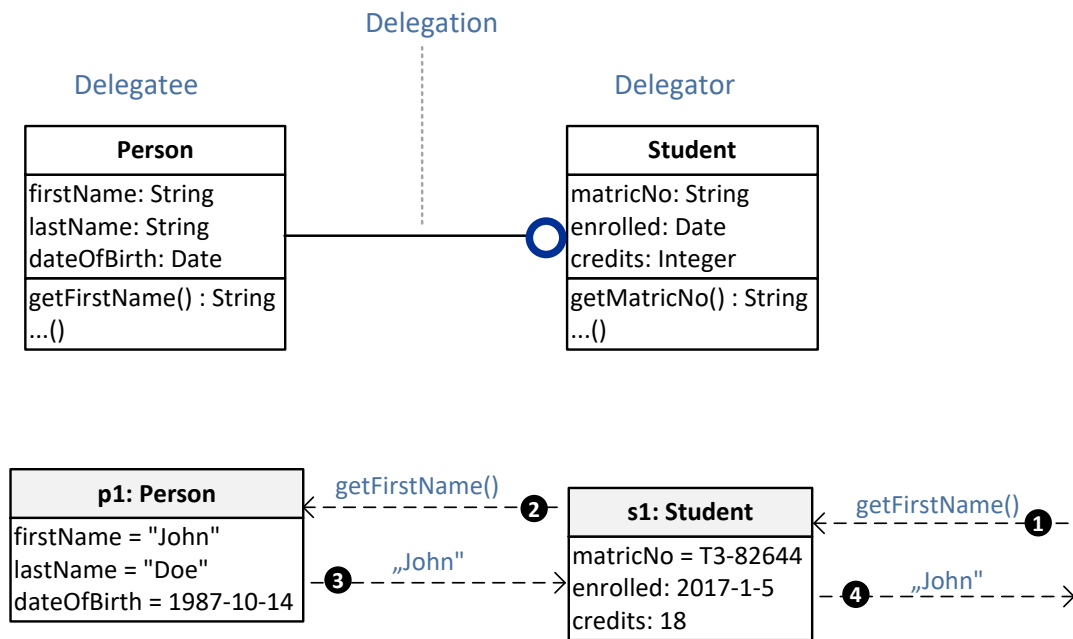 Delegation
Delegatee
Delegator
Person
firstName: String
lastName: String
dateOfBirth: Date
getFirstName() : String
...()
Student
matricNo: String
enrolled: Date
credits: Integer
getMatricNo() : String
...()
p1: Person
firstName = "John"
lastName = "Doe"
dateOfBirth = 1987-10-14
getFirstName()
2
3
„John"
s1: Student
matricNo = T3-82644
enrolled: 2017-1-5
credits: 18
getFirstName()
1
4
„John"